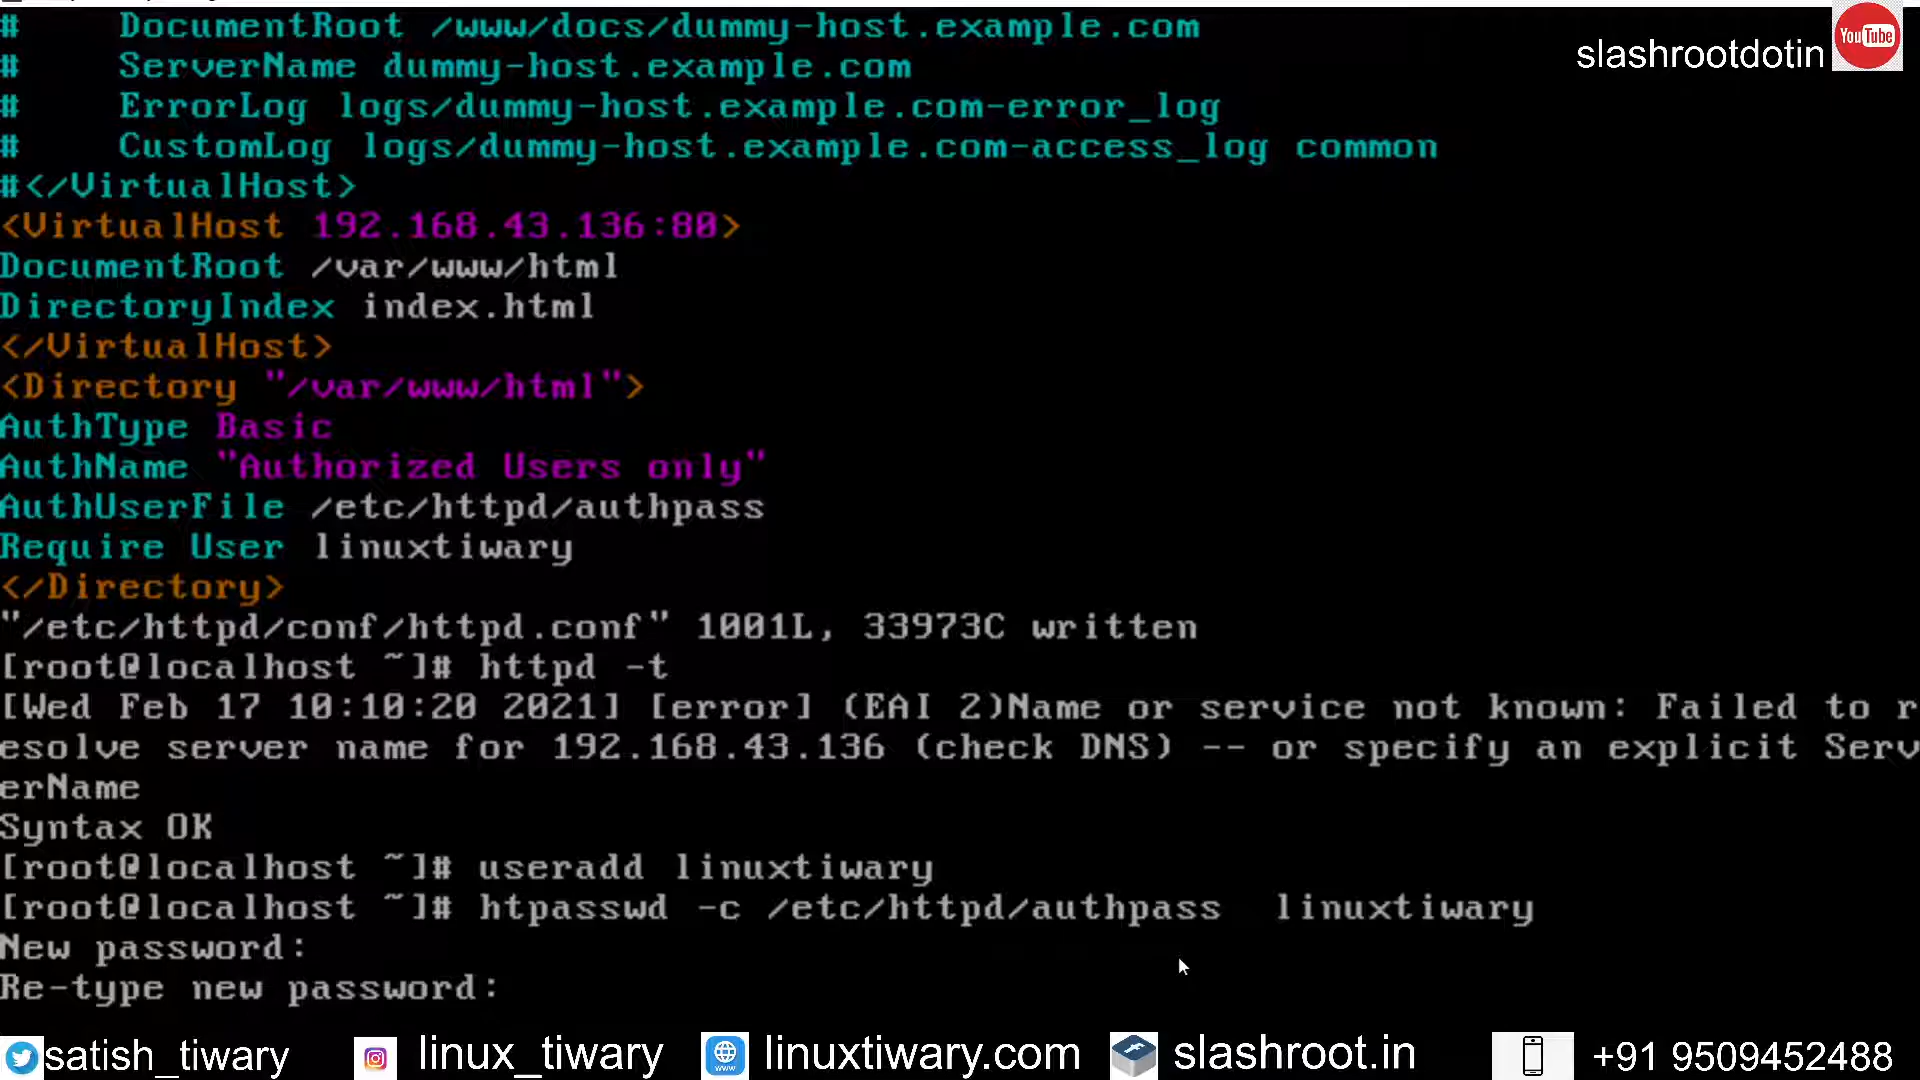 #    DocumentRoot /www/docs/dummy-host.example.com
#    ServerName dummy-host.example.com
#    ErrorLog logs/dummy-host.example.com-error_log
#    CustomLog logs/dummy-host.example.com-access_log common
#</VirtualHost>
<VirtualHost 192.168.43.136:80>
DocumentRoot /var/www/html
DirectoryIndex index.html
</VirtualHost>
<Directory "/var/www/html">
AuthType Basic
AuthName "Authorized Users only"
AuthUserFile /etc/httpd/authpass
Require User linuxtiwary
</Directory>
"/etc/httpd/conf/httpd.conf" 1001L, 33973C written
[root@localhost ~]# httpd -t
[Wed Feb 17 10:10:20 2021] [error] (EAI 2)Name or service not known: Failed to r
esolve server name for 192.168.43.136 (check DNS) -- or specify an explicit Serv
erName
Syntax OK
[root@localhost ~]# useradd linuxtiwary
[root@localhost ~]# htpasswd -c /etc/httpd/authpass  linuxtiwary
New password:
Re-type new password:
slashrootdotin
YouTube
satish_tiwary
linux_tiwary
www
linuxtiwary.com
slashroot.in
+91 9509452488